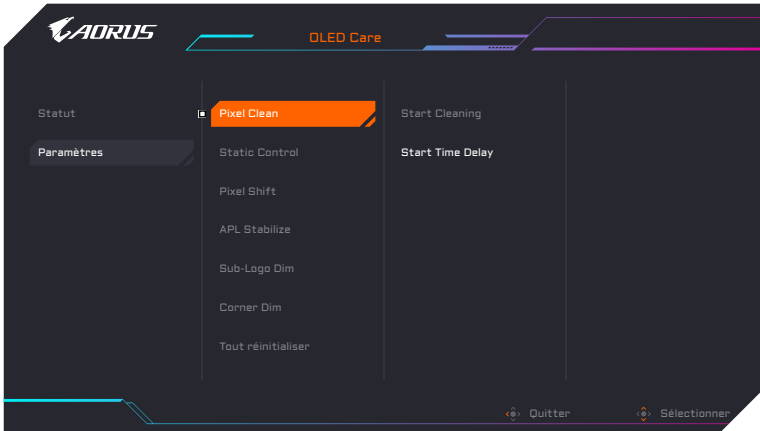 AORUS
OLED Care
Statut
Paramètres
Pixel Clean
Static Control
Pixel Shift
APL Stabilize
Sub-Logo Dim
Corner Dim
Tout réinitialiser
Start Cleaning
Start Time Delay
Quitter
Sélectionner